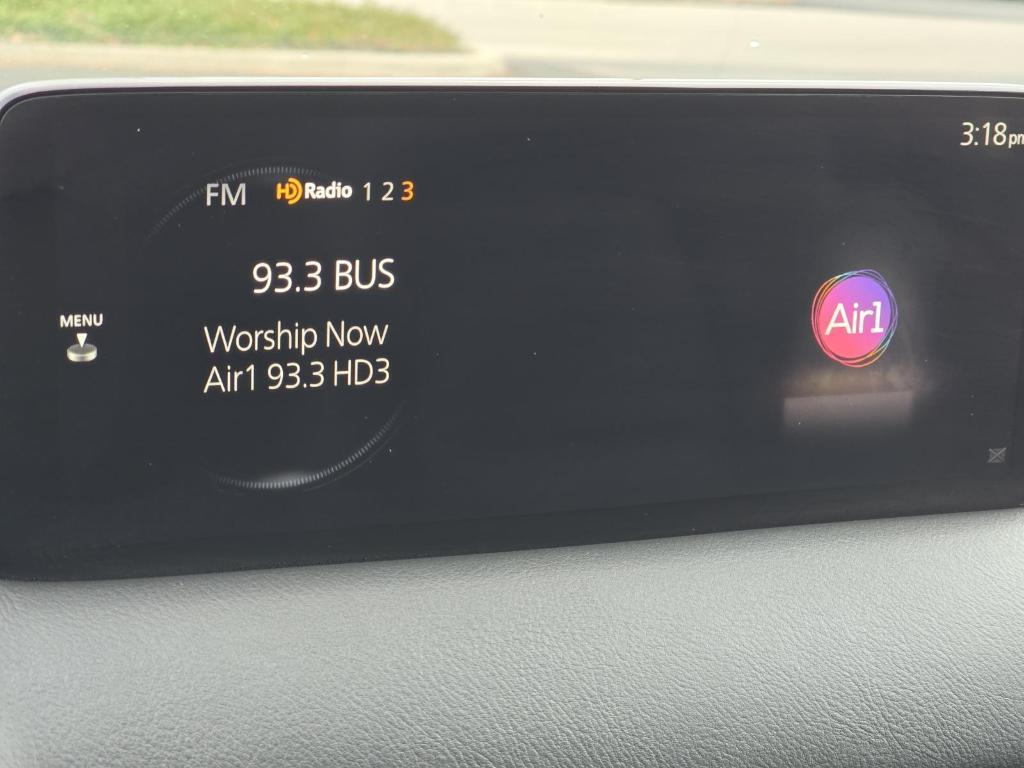 3:18pm
FM HD Radio 1 2 3
93.3 BUS
MENU
Worship Now
Air1 93.3 HD3
Air1